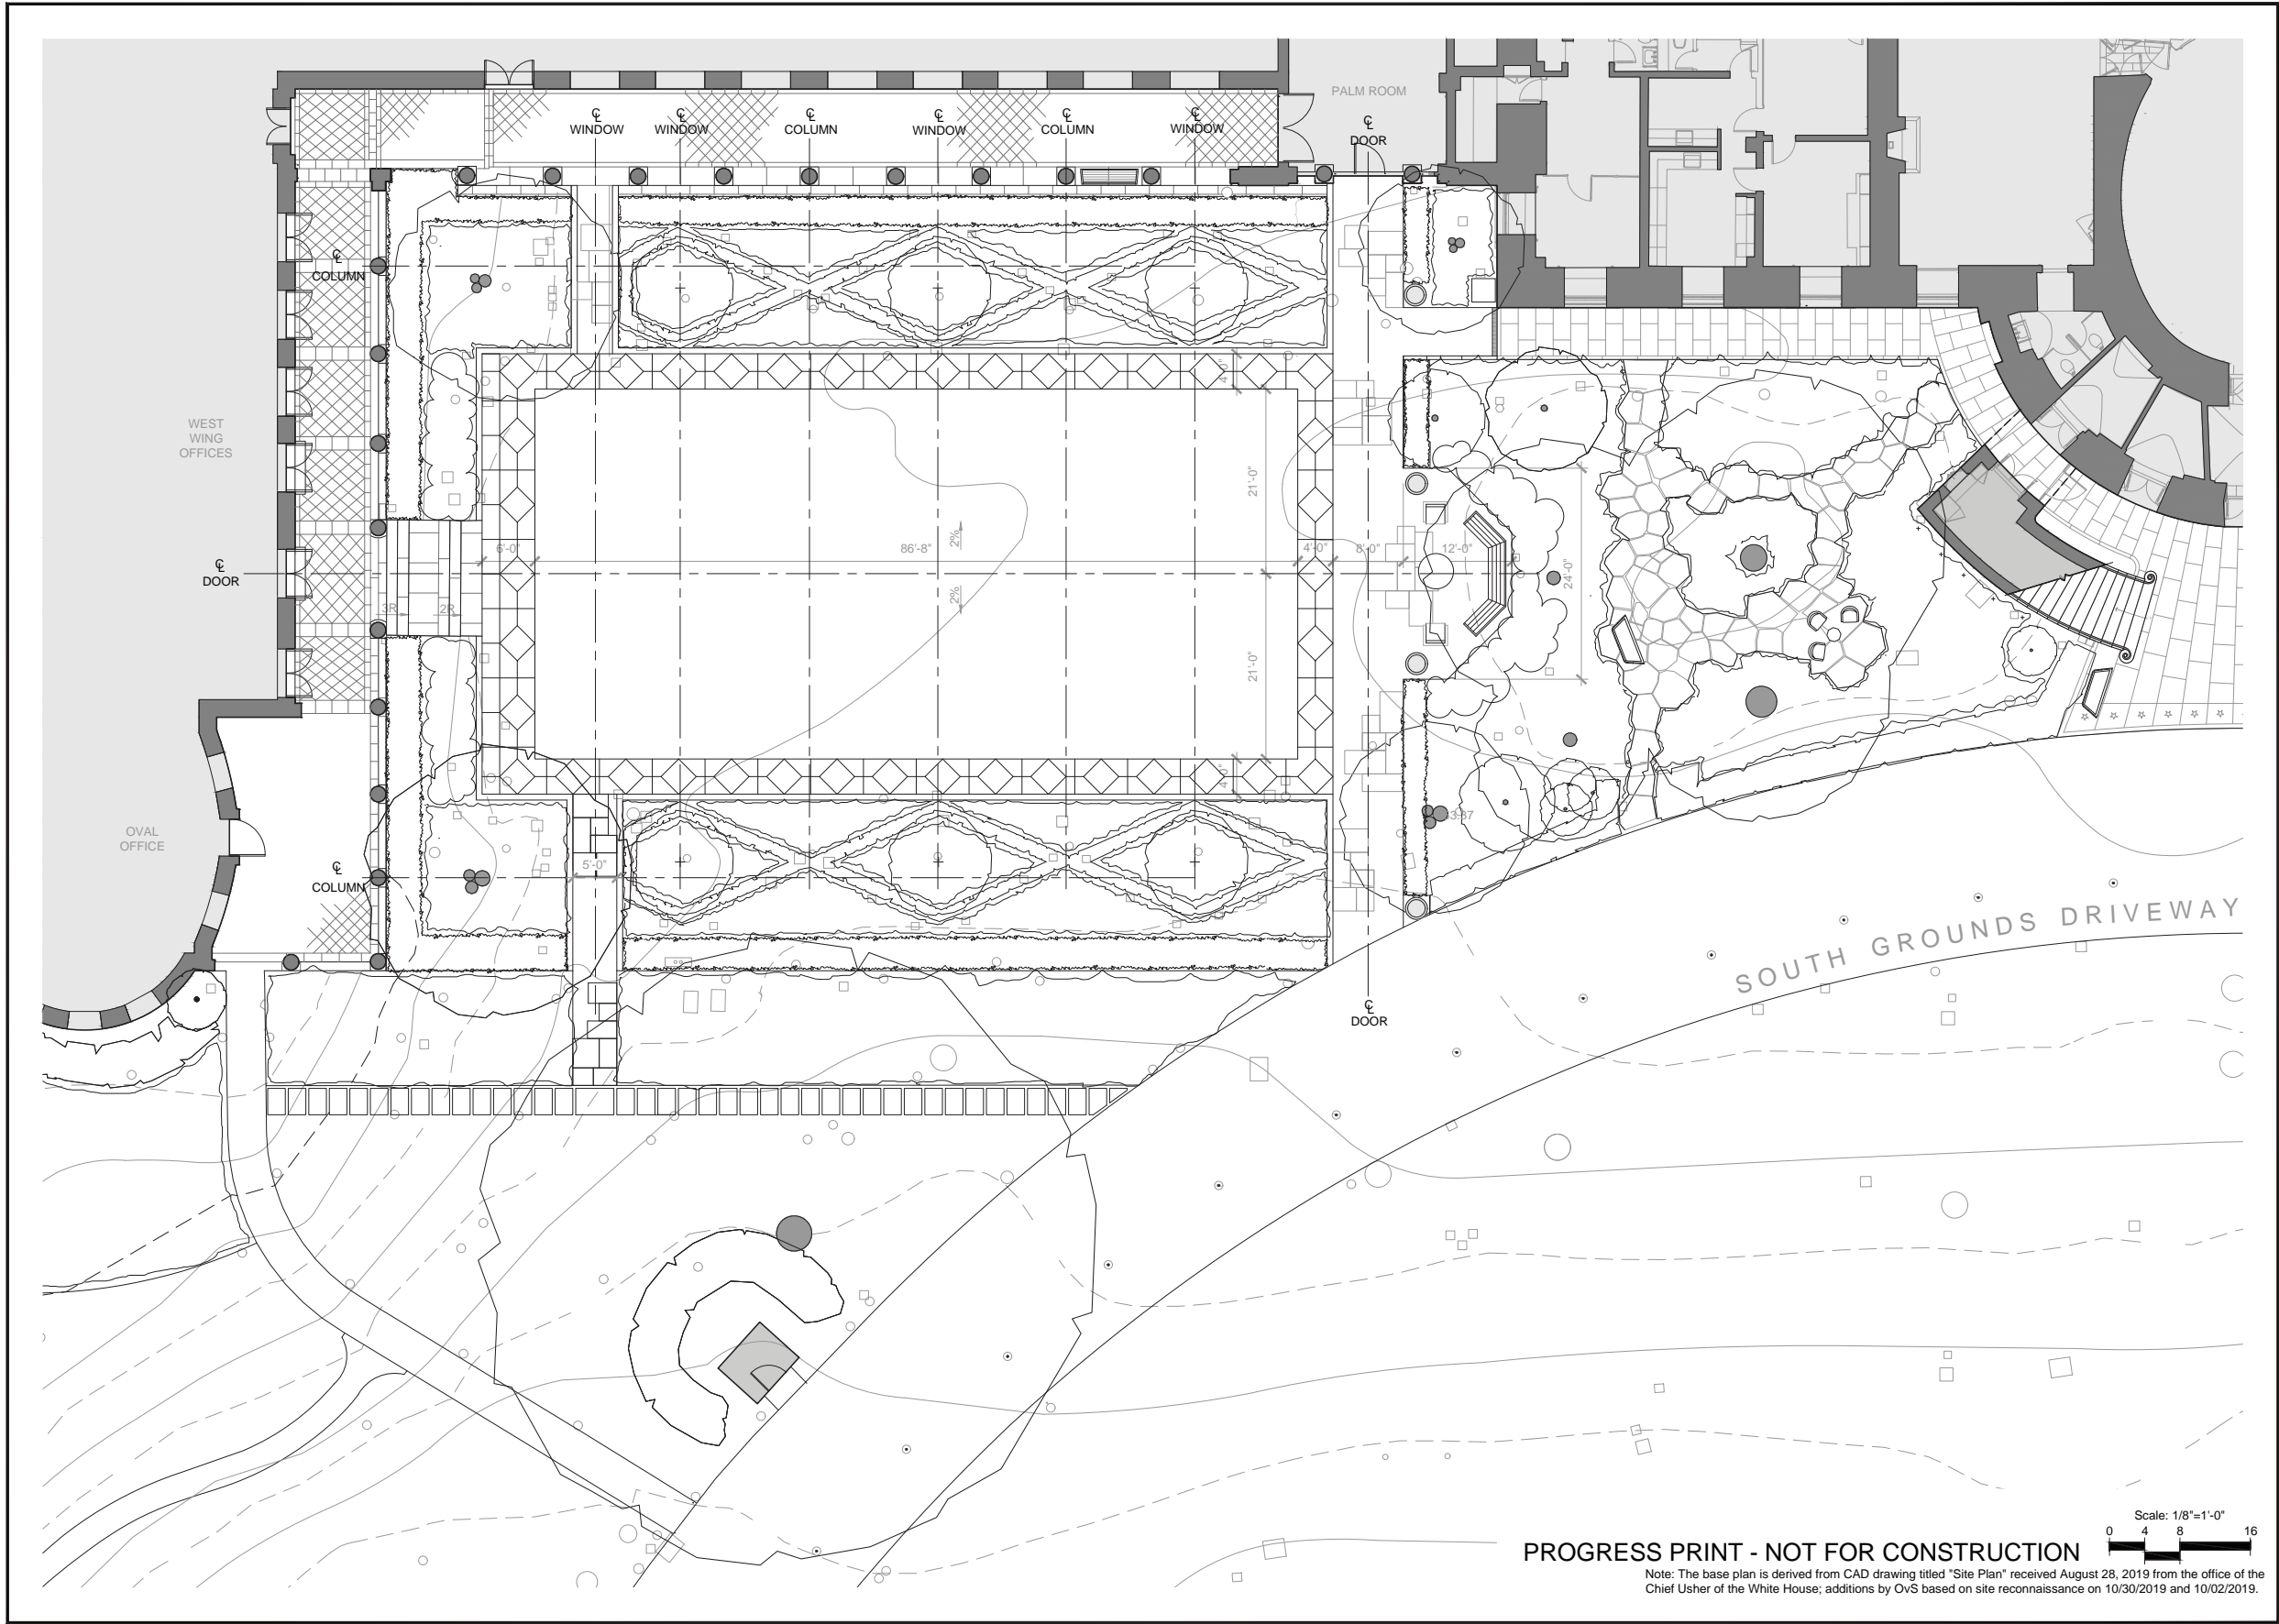 PALM ROOM
℄ WINDOW
℄ WINDOW
℄ COLUMN
℄ WINDOW
℄ COLUMN
℄ WINDOW
℄ DOOR
℄ COLUMN
4'-0"
WEST
WING
OFFICES
21'-0"
6'-0"
86'-8"
2%
4'-0"
8'-0"
12'-0"
℄ DOOR
24'-0"
2%
3R
2R
21'-0"
4'-0"
OVAL
OFFICE
5'-0"
℄ COLUMN
SOUTH GROUNDS DRIVEWAY
℄ DOOR
Scale: 1/8"=1'-0"
0 4 8 16
PROGRESS PRINT - NOT FOR CONSTRUCTION
Note: The base plan is derived from CAD drawing titled "Site Plan" received August 28, 2019 from the office of the
Chief Usher of the White House; additions by OvS based on site reconnaissance on 10/30/2019 and 10/02/2019.